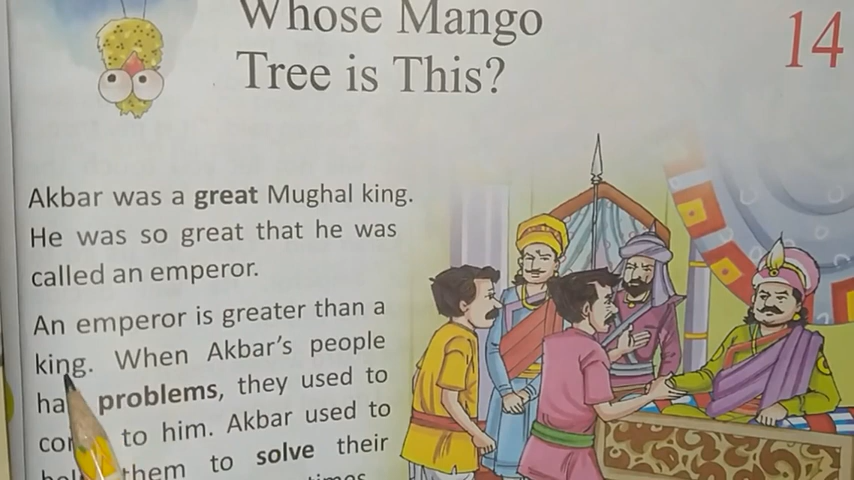 Whose Mango
Tree is This?
14
Akbar was a great Mughal king.
He was so great that he was
called an emperor.
An emperor is greater than a
king. When Akbar's people
problems, they used to
to him. Akbar used to
them to solve their
times